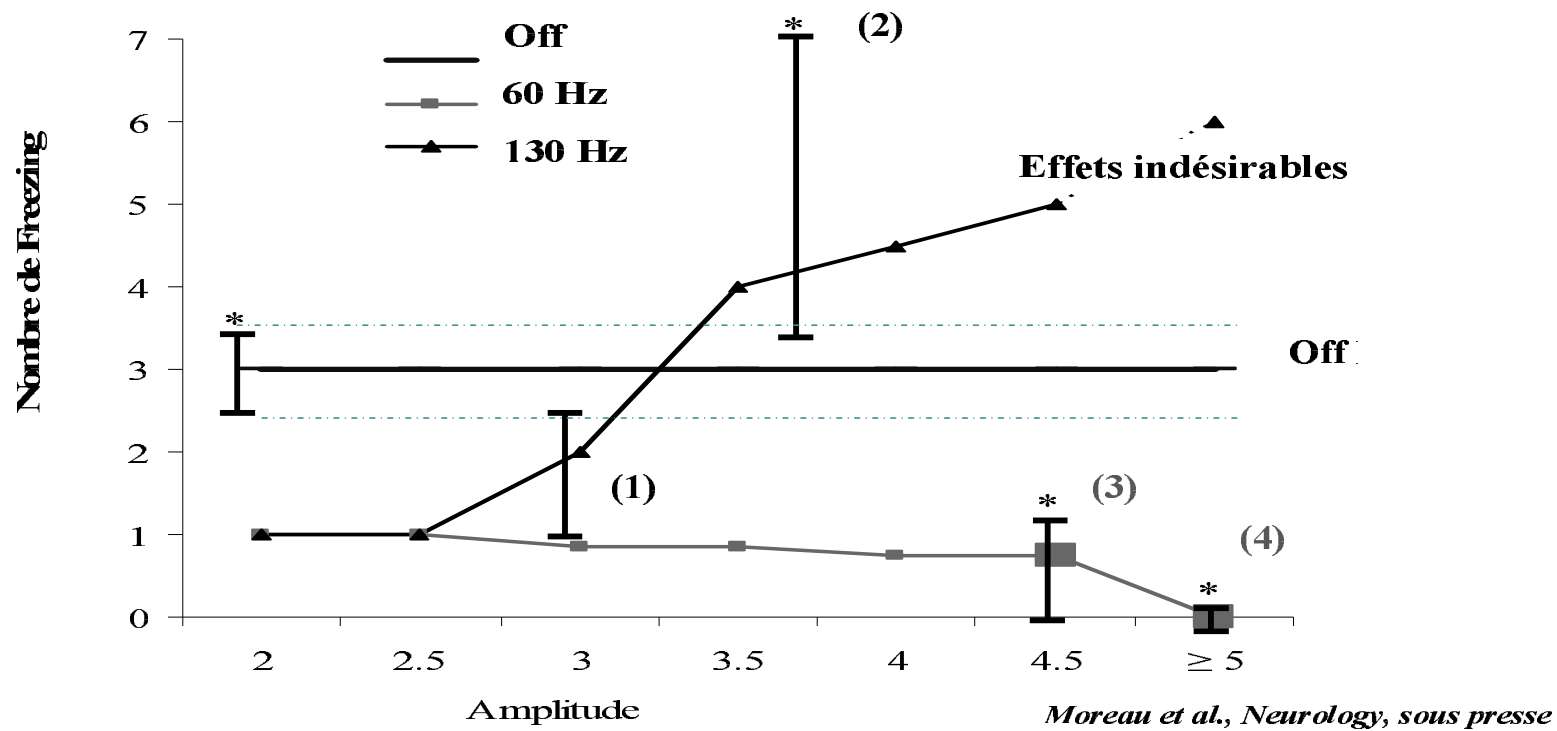 Off
60 Hz
130 Hz
Nombre de Freezing
7
6
5
4
3
2
1
0
* (2)
Effets indésirables
*
Off
(1)
* (3)
* (4)
2 2.5 3 3.5 4 4.5 ≥ 5
Amplitude
Moreau et al., Neurology, sous presse